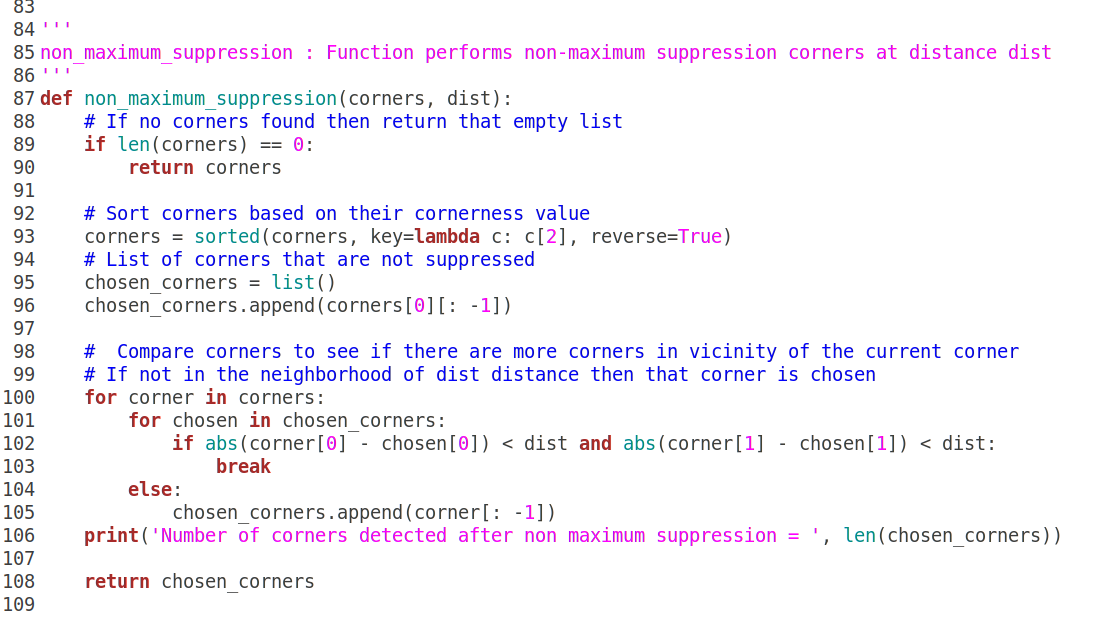 83
84 '''
85 non_maximum_suppression : Function performs non-maximum suppression corners at distance dist
86 '''
87 def non_maximum_suppression(corners, dist):
88     # If no corners found then return that empty list
89     if len(corners) == 0:
90         return corners
91
92     # Sort corners based on their cornerness value
93     corners = sorted(corners, key=lambda c: c[2], reverse=True)
94     # List of corners that are not suppressed
95     chosen_corners = list()
96     chosen_corners.append(corners[0][: -1])
97
98     #  Compare corners to see if there are more corners in vicinity of the current corner
99     # If not in the neighborhood of dist distance then that corner is chosen
100     for corner in corners:
101         for chosen in chosen_corners:
102             if abs(corner[0] - chosen[0]) < dist and abs(corner[1] - chosen[1]) < dist:
103                 break
104         else:
105             chosen_corners.append(corner[: -1])
106     print('Number of corners detected after non maximum suppression = ', len(chosen_corners))
107
108     return chosen_corners
109